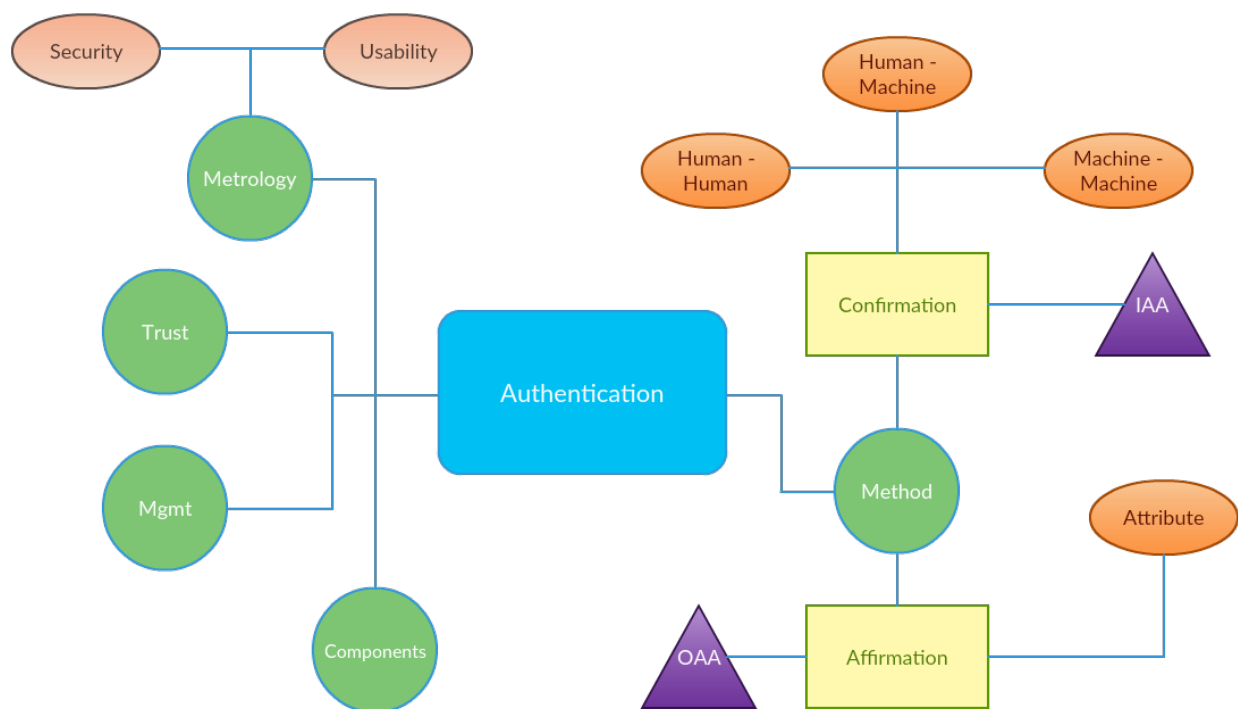 Security
Usability
Human -
Machine
Human -
Human
Machine -
Machine
Metrology
Confirmation
IAA
Trust
Authentication
Method
Mgmt
Attribute
Components
OAA
Affirmation